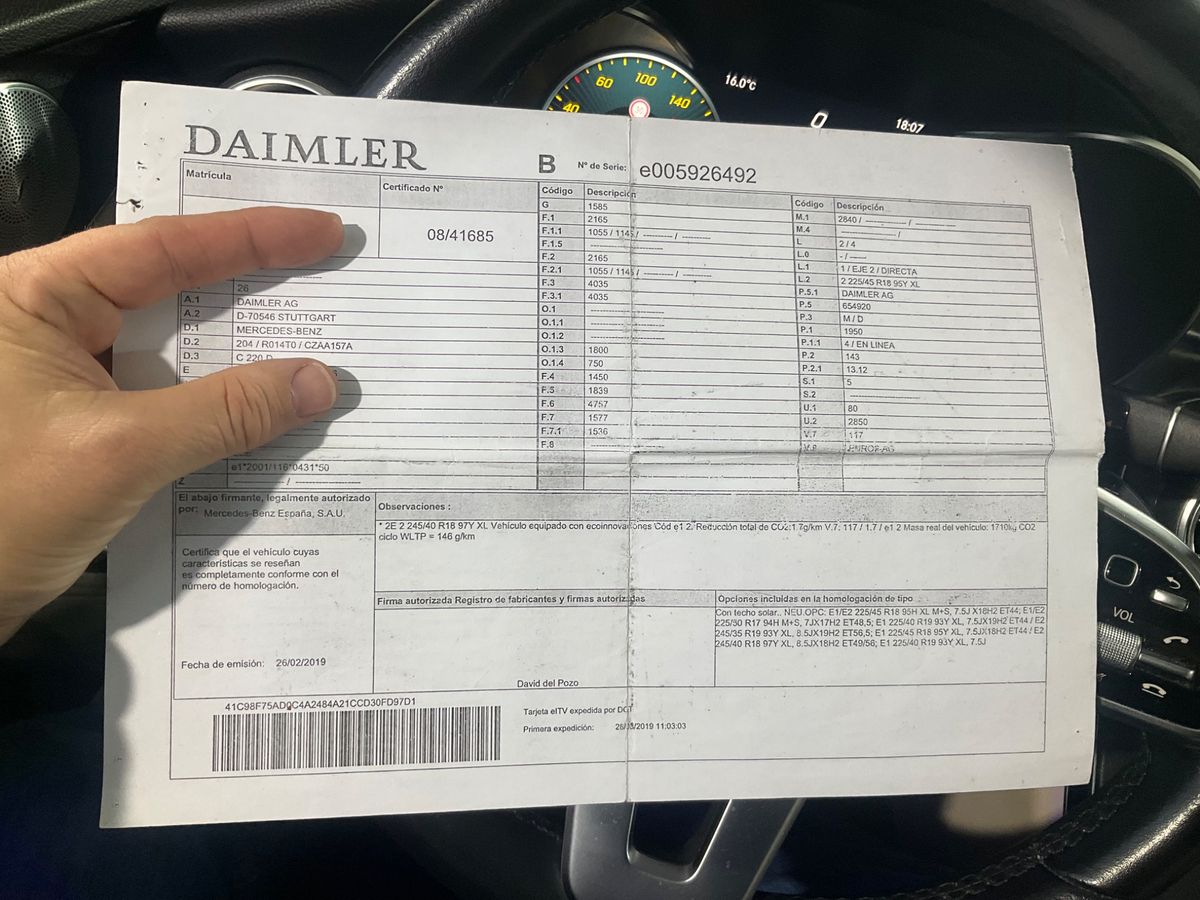 60
100
140
40
16.0°C
0
18:07
DAIMLER
B Nº de Serie: e005926492
Matrícula
Certificado Nº
08/41685
26
A.1 DAIMLER AG
A.2 D-70546 STUTTGART
D.1 MERCEDES-BENZ
D.2 204 / R014T0 / CZAA157A
D.3 C 220 D
E
e1*2001/116*0431*50
Z
Código Descripción
G 1585
F.1 2165
F.1.1 1055 / 1145 / ---------- / ----------
F.1.5 ------------------------
F.2 2165
F.2.1 1055 / 1145 / ---------- / ----------
F.3 4035
F.3.1 4035
O.1 ------------------------
O.1.1 ------------------------
O.1.2 ------------------------
O.1.3 1800
O.1.4 750
F.4 1450
F.5 1839
F.6 4757
F.7 1577
F.7.1 1536
F.8
Código Descripción
M.1 2840 / -------------- / --------------
M.4 -------------- /
L 2 / 4
L.0 - / ------
L.1 1 / EJE 2 / DIRECTA
L.2 2 225/45 R18 95Y XL
P.5.1 DAIMLER AG
P.5 654920
P.3 M / D
P.1 1950
P.1.1 4 / EN LINEA
P.2 143
P.2.1 13.12
S.1 5
S.2 ------------------------
U.1 80
U.2 2850
V.7 117
V.9 EURO6-AG
El abajo firmante, legalmente autorizado
por: Mercedes-Benz España, S.A.U.
Certifica que el vehículo cuyas
características se reseñan
es completamente conforme con el
número de homologación.
Fecha de emisión: 26/02/2019
Observaciones :
* 2E 2 245/40 R18 97Y XL Vehículo equipado con ecoinnovaciones Cód e1 2. Reducción total de CO2:1.7g/km V.7: 117 / 1.7 / e1 2 Masa real del vehículo: 1710kg CO2
ciclo WLTP = 146 g/km
Firma autorizada Registro de fabricantes y firmas autorizadas
David del Pozo
Opciones incluidas en la homologación de tipo
Con techo solar.. NEU.OPC: E1/E2 225/45 R18 95H XL M+S, 7.5J X18H2 ET44; E1/E2
225/50 R17 94H M+S, 7JX17H2 ET48,5; E1 225/40 R19 93Y XL, 7.5JX19H2 ET44 / E2
245/35 R19 93Y XL, 8.5JX19H2 ET56,5; E1 225/45 R18 95Y XL, 7.5JX18H2 ET44 / E2
245/40 R18 97Y XL, 8.5JX18H2 ET49/56; E1 225/40 R19 93Y XL, 7.5J
41C98F75AD0C4A2484A21CCD30FD97D1
Tarjeta eITV expedida por DGT
Primera expedición: 26/03/2019 11:03:03
VOL